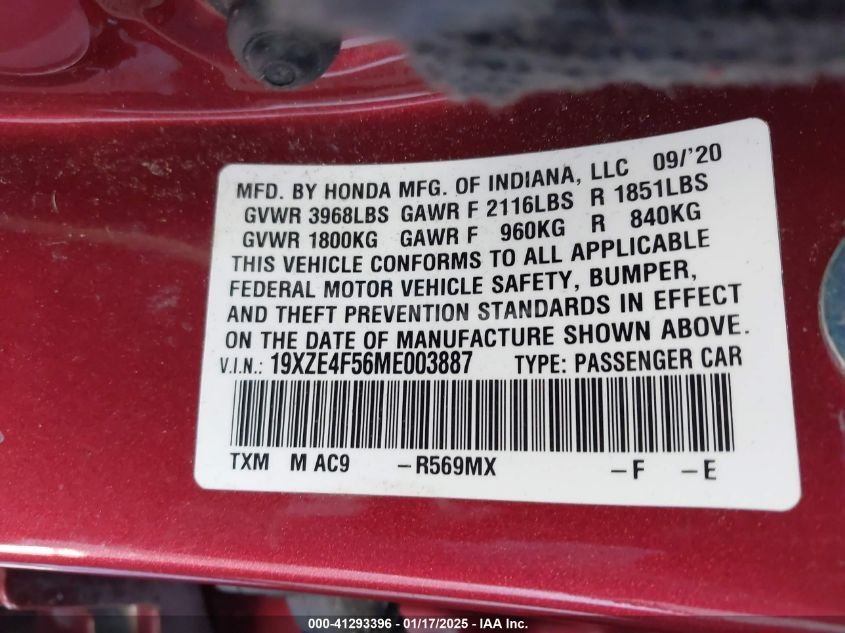 MFD. BY HONDA MFG. OF INDIANA, LLC 09/'20
GVWR 3968LBS GAWR F 2116LBS R 1851LBS
GVWR 1800KG GAWR F 960KG R 840KG
THIS VEHICLE CONFORMS TO ALL APPLICABLE
FEDERAL MOTOR VEHICLE SAFETY, BUMPER,
AND THEFT PREVENTION STANDARDS IN EFFECT
ON THE DATE OF MANUFACTURE SHOWN ABOVE.
V.I.N.: 19XZE4F56ME003887 TYPE: PASSENGER CAR
TXM M AC9 –R569MX –F –E
000-41293396 - 01/17/2025 - IAA Inc.